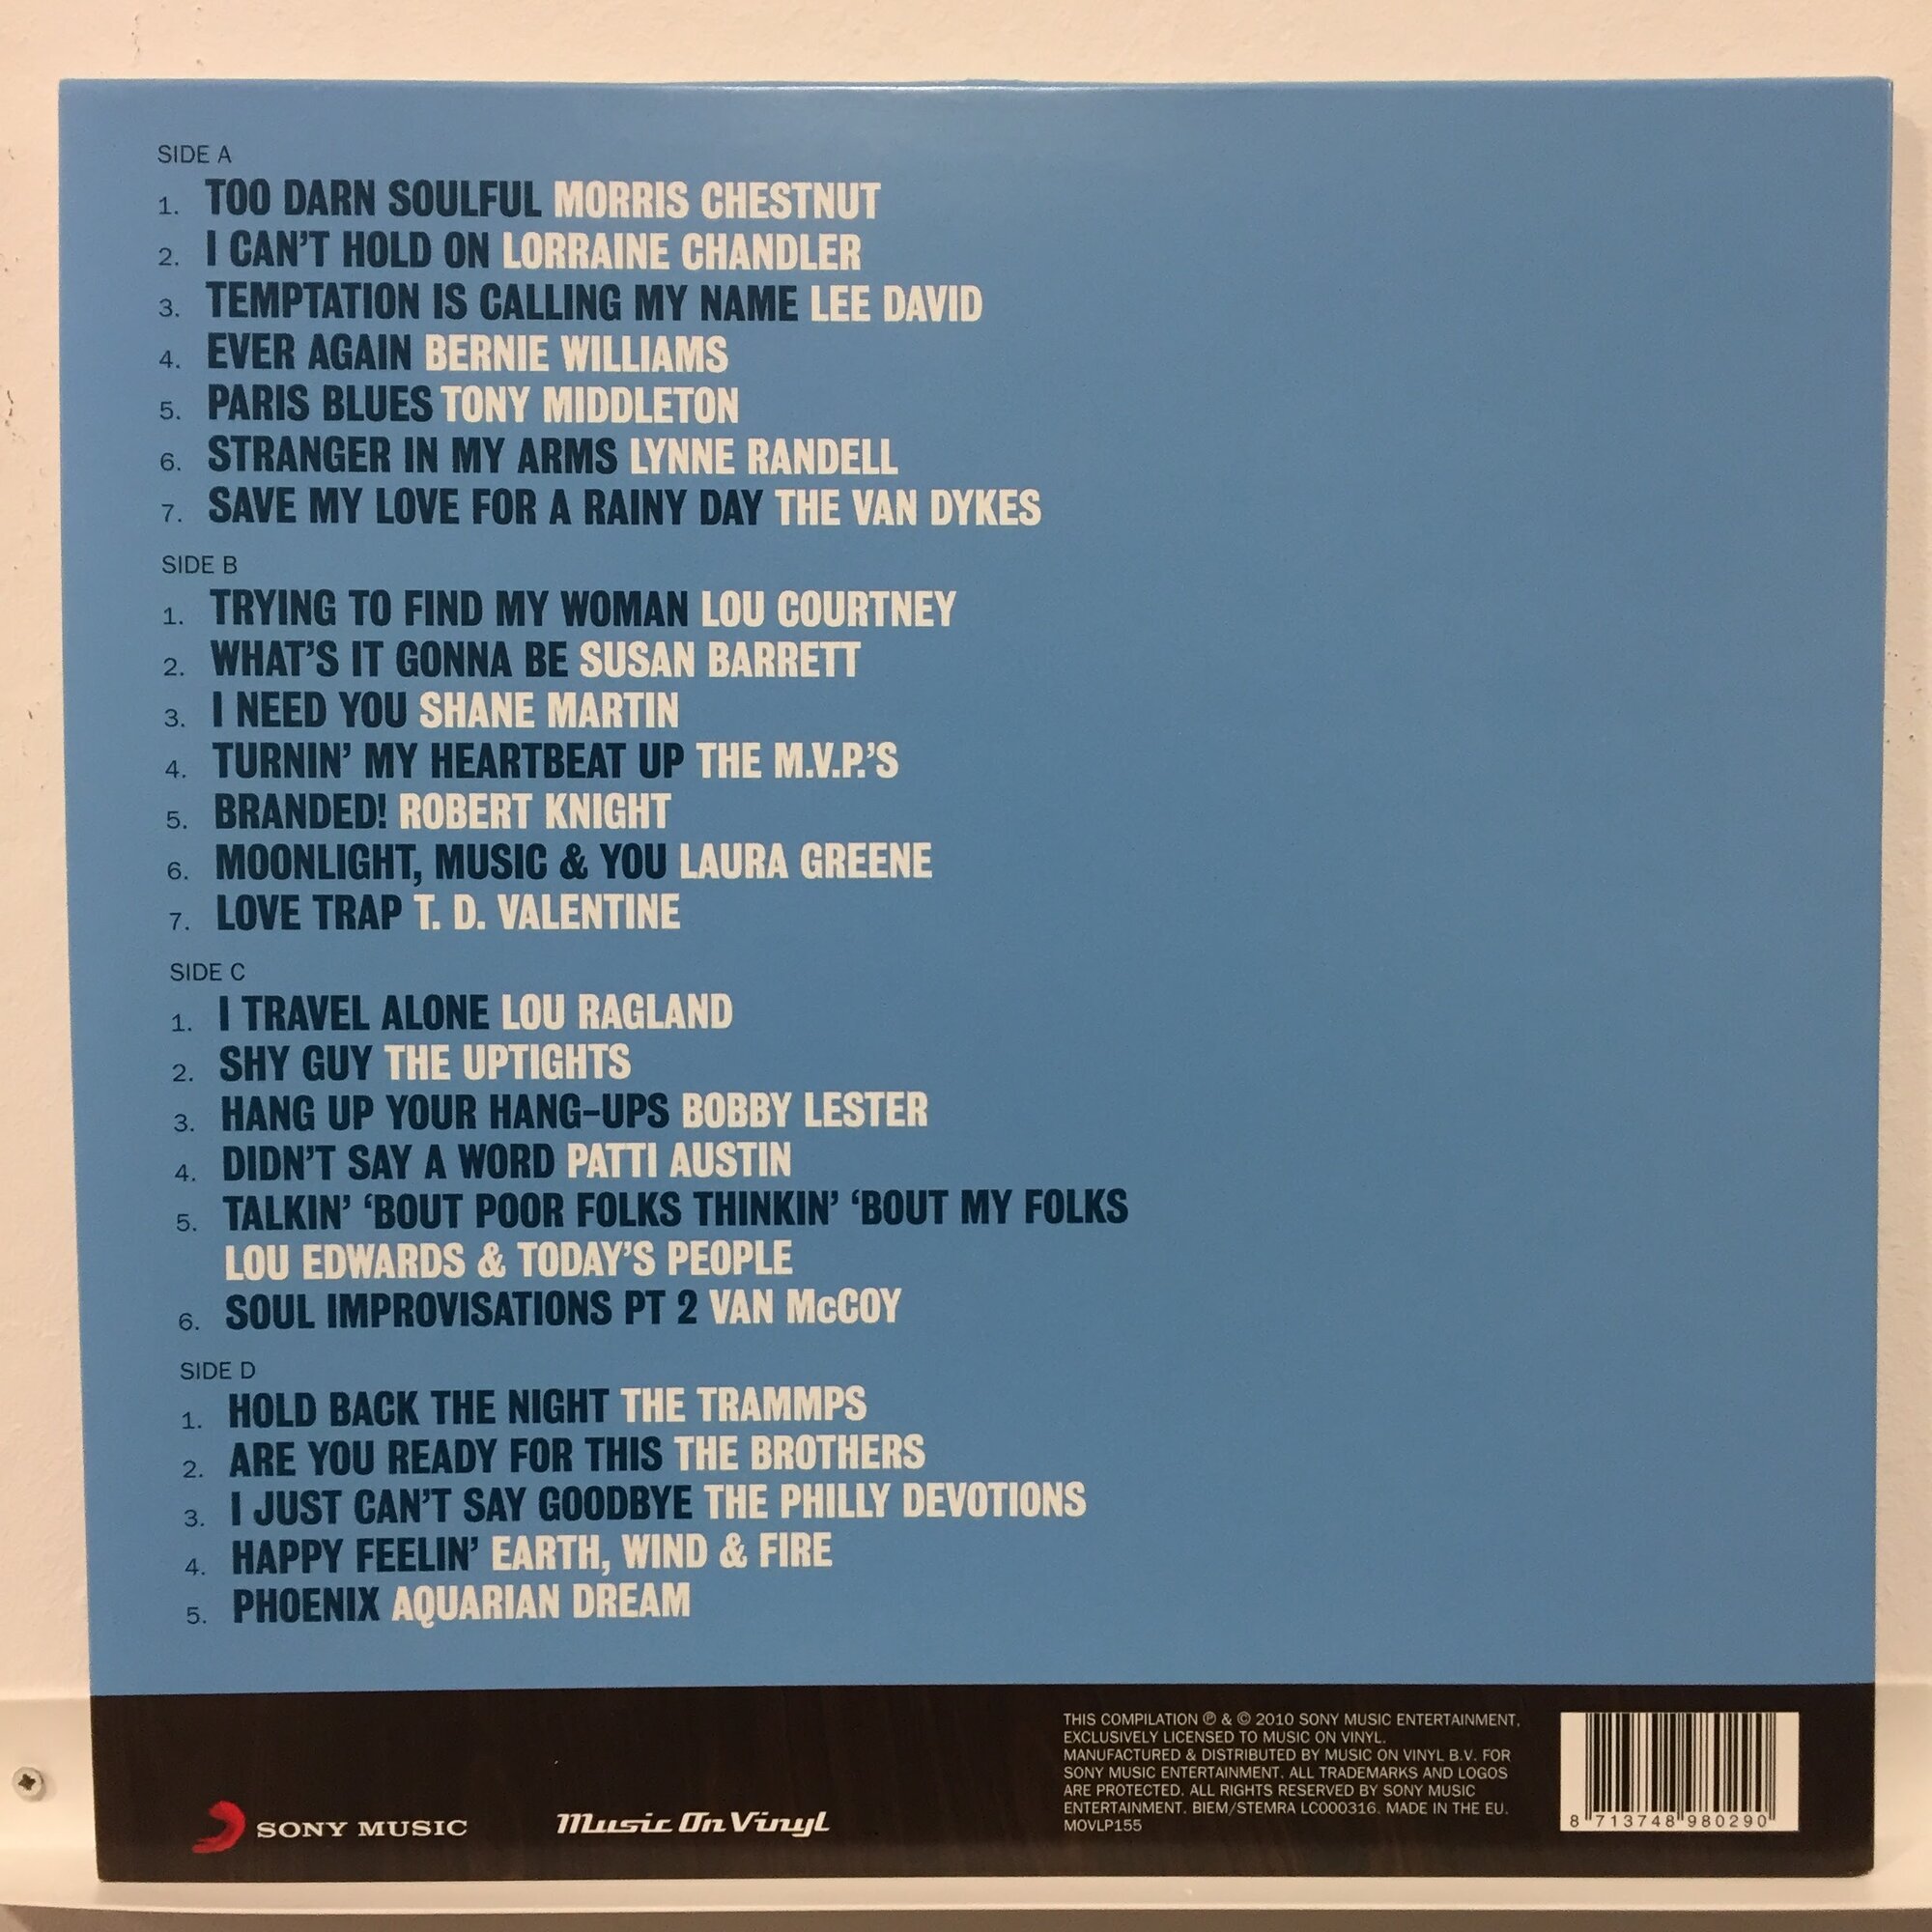 SIDE A
1. TOO DARN SOULFUL MORRIS CHESTNUT
2. I CAN'T HOLD ON LORRAINE CHANDLER
3. TEMPTATION IS CALLING MY NAME LEE DAVID
4. EVER AGAIN BERNIE WILLIAMS
5. PARIS BLUES TONY MIDDLETON
6. STRANGER IN MY ARMS LYNNE RANDELL
7. SAVE MY LOVE FOR A RAINY DAY THE VAN DYKES
SIDE B
1. TRYING TO FIND MY WOMAN LOU COURTNEY
2. WHAT'S IT GONNA BE SUSAN BARRETT
3. I NEED YOU SHANE MARTIN
4. TURNIN' MY HEARTBEAT UP THE M.V.P.'S
5. BRANDED! ROBERT KNIGHT
6. MOONLIGHT, MUSIC & YOU LAURA GREENE
7. LOVE TRAP T. D. VALENTINE
SIDE C
1. I TRAVEL ALONE LOU RAGLAND
2. SHY GUY THE UPTIGHTS
3. HANG UP YOUR HANG-UPS BOBBY LESTER
4. DIDN'T SAY A WORD PATTI AUSTIN
5. TALKIN' 'BOUT POOR FOLKS THINKIN' 'BOUT MY FOLKS
LOU EDWARDS & TODAY'S PEOPLE
6. SOUL IMPROVISATIONS PT 2 VAN McCOY
SIDE D
1. HOLD BACK THE NIGHT THE TRAMMPS
2. ARE YOU READY FOR THIS THE BROTHERS
3. I JUST CAN'T SAY GOODBYE THE PHILLY DEVOTIONS
4. HAPPY FEELIN' EARTH, WIND & FIRE
5. PHOENIX AQUARIAN DREAM
SONY MUSIC
Music On Vinyl
THIS COMPILATION ℗ & © 2010 SONY MUSIC ENTERTAINMENT,
EXCLUSIVELY LICENSED TO MUSIC ON VINYL.
MANUFACTURED & DISTRIBUTED BY MUSIC ON VINYL B.V. FOR
SONY MUSIC ENTERTAINMENT. ALL TRADEMARKS AND LOGOS
ARE PROTECTED. ALL RIGHTS RESERVED BY SONY MUSIC
ENTERTAINMENT. BIEM/STEMRA LC000316. MADE IN THE EU.
MOVLP155
8 713748 980290